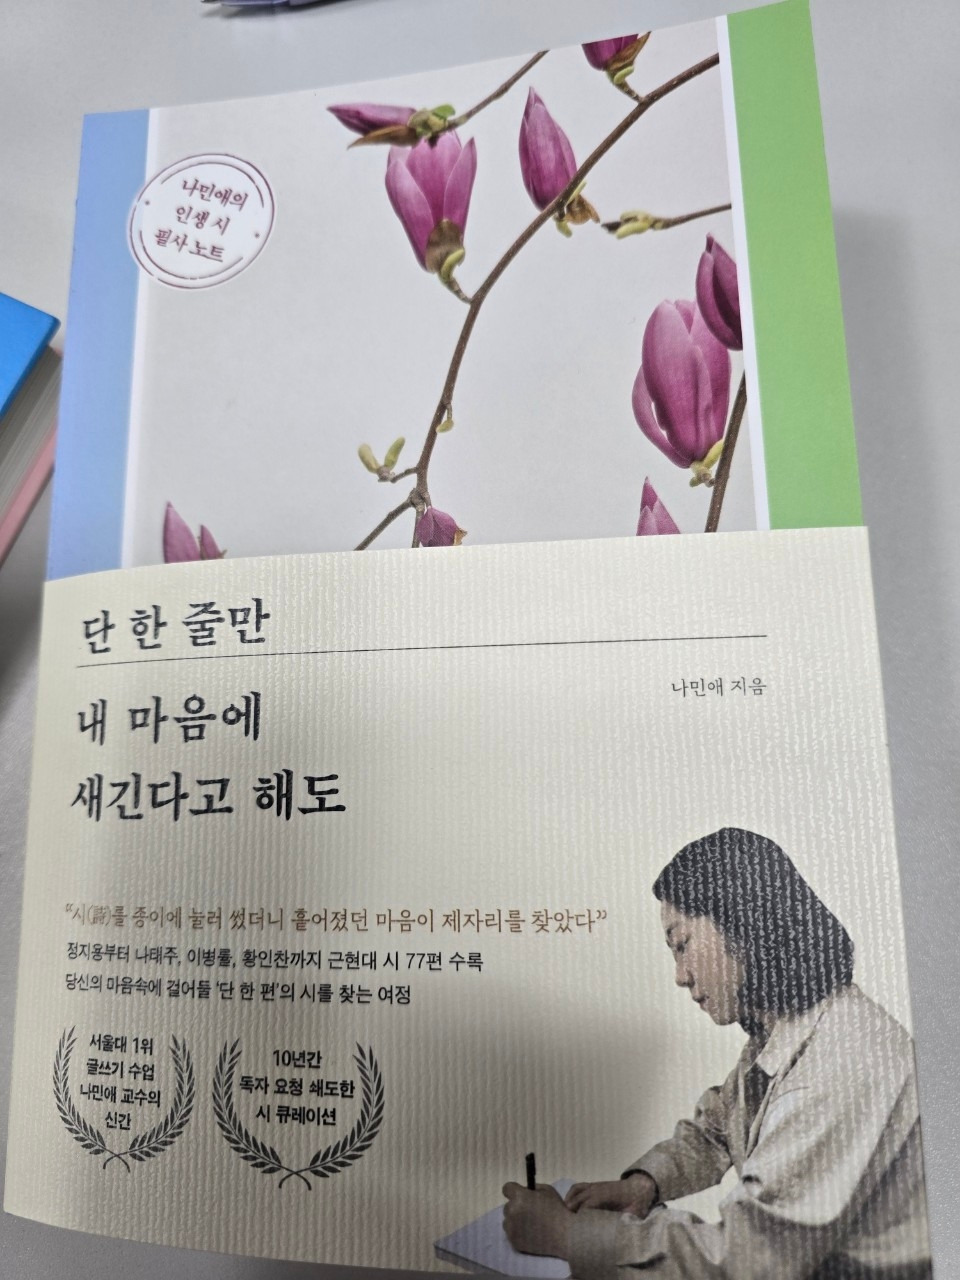 나민애의
인생 시
필사 노트
단 한 줄만
내 마음에
새긴다고 해도
나민애 지음
“시(詩)를 종이에 눌러 썼더니 흩어졌던 마음이 제자리를 찾았다”
정지용부터 나태주, 이병률, 황인찬까지 근현대 시 77편 수록
당신의 마음속에 걸어둘 ‘단 한 편’의 시를 찾는 여정
서울대 1위
글쓰기 수업
나민애 교수의
신간
10년간
독자 요청 쇄도한
시 큐레이션